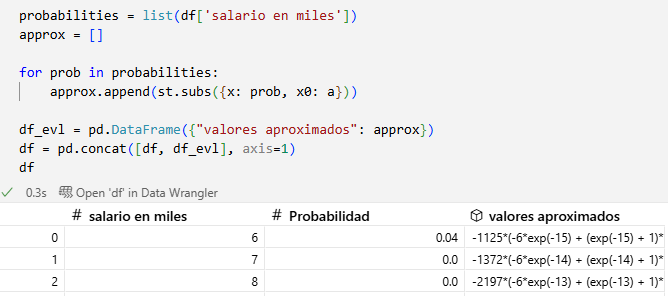 probabilities = list(df['salario en miles'])
approx = []
for prob in probabilities:
    approx.append(st.subs({x: prob, x0: a}))
df_evl = pd.DataFrame({"valores aproximados": approx})
df = pd.concat([df, df_evl], axis=1)
df
0.3s Open 'df' in Data Wrangler
# salario en miles # Probabilidad valores aproximados
0 6 0.04 -1125*(-6*exp(-15) + (exp(-15) + 1)*
1 7 0.0 -1372*(-6*exp(-14) + (exp(-14) + 1)*
2 8 0.0 -2197*(-6*exp(-13) + (exp(-13) + 1)*